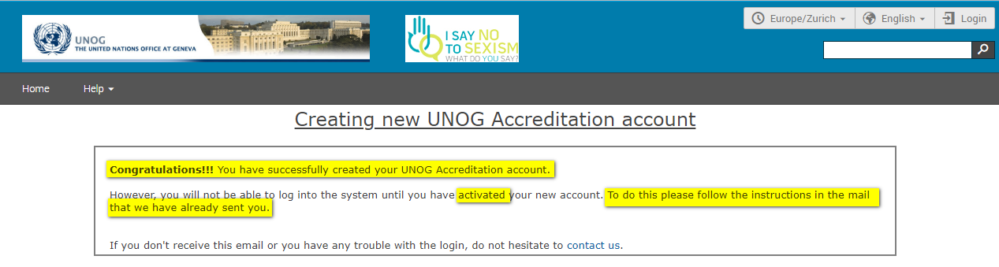 UNOG
THE UNITED NATIONS OFFICE AT GENEVA
I SAY NO
TO SEXISM
WHAT DO YOU SAY?
Europe/Zurich
English
Login
Home
Help
Creating new UNOG Accreditation account
Congratulations!!! You have successfully created your UNOG Accreditation account.
However, you will not be able to log into the system until you have activated your new account. To do this please follow the instructions in the mail
that we have already sent you.
If you don't receive this email or you have any trouble with the login, do not hesitate to contact us.